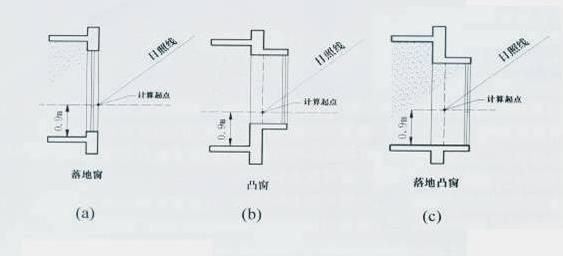 日照线
计算起点
0.9m
落地窗
(a)
日照线
计算起点
0.9m
凸窗
(b)
日照线
计算起点
0.9m
落地凸窗
(c)